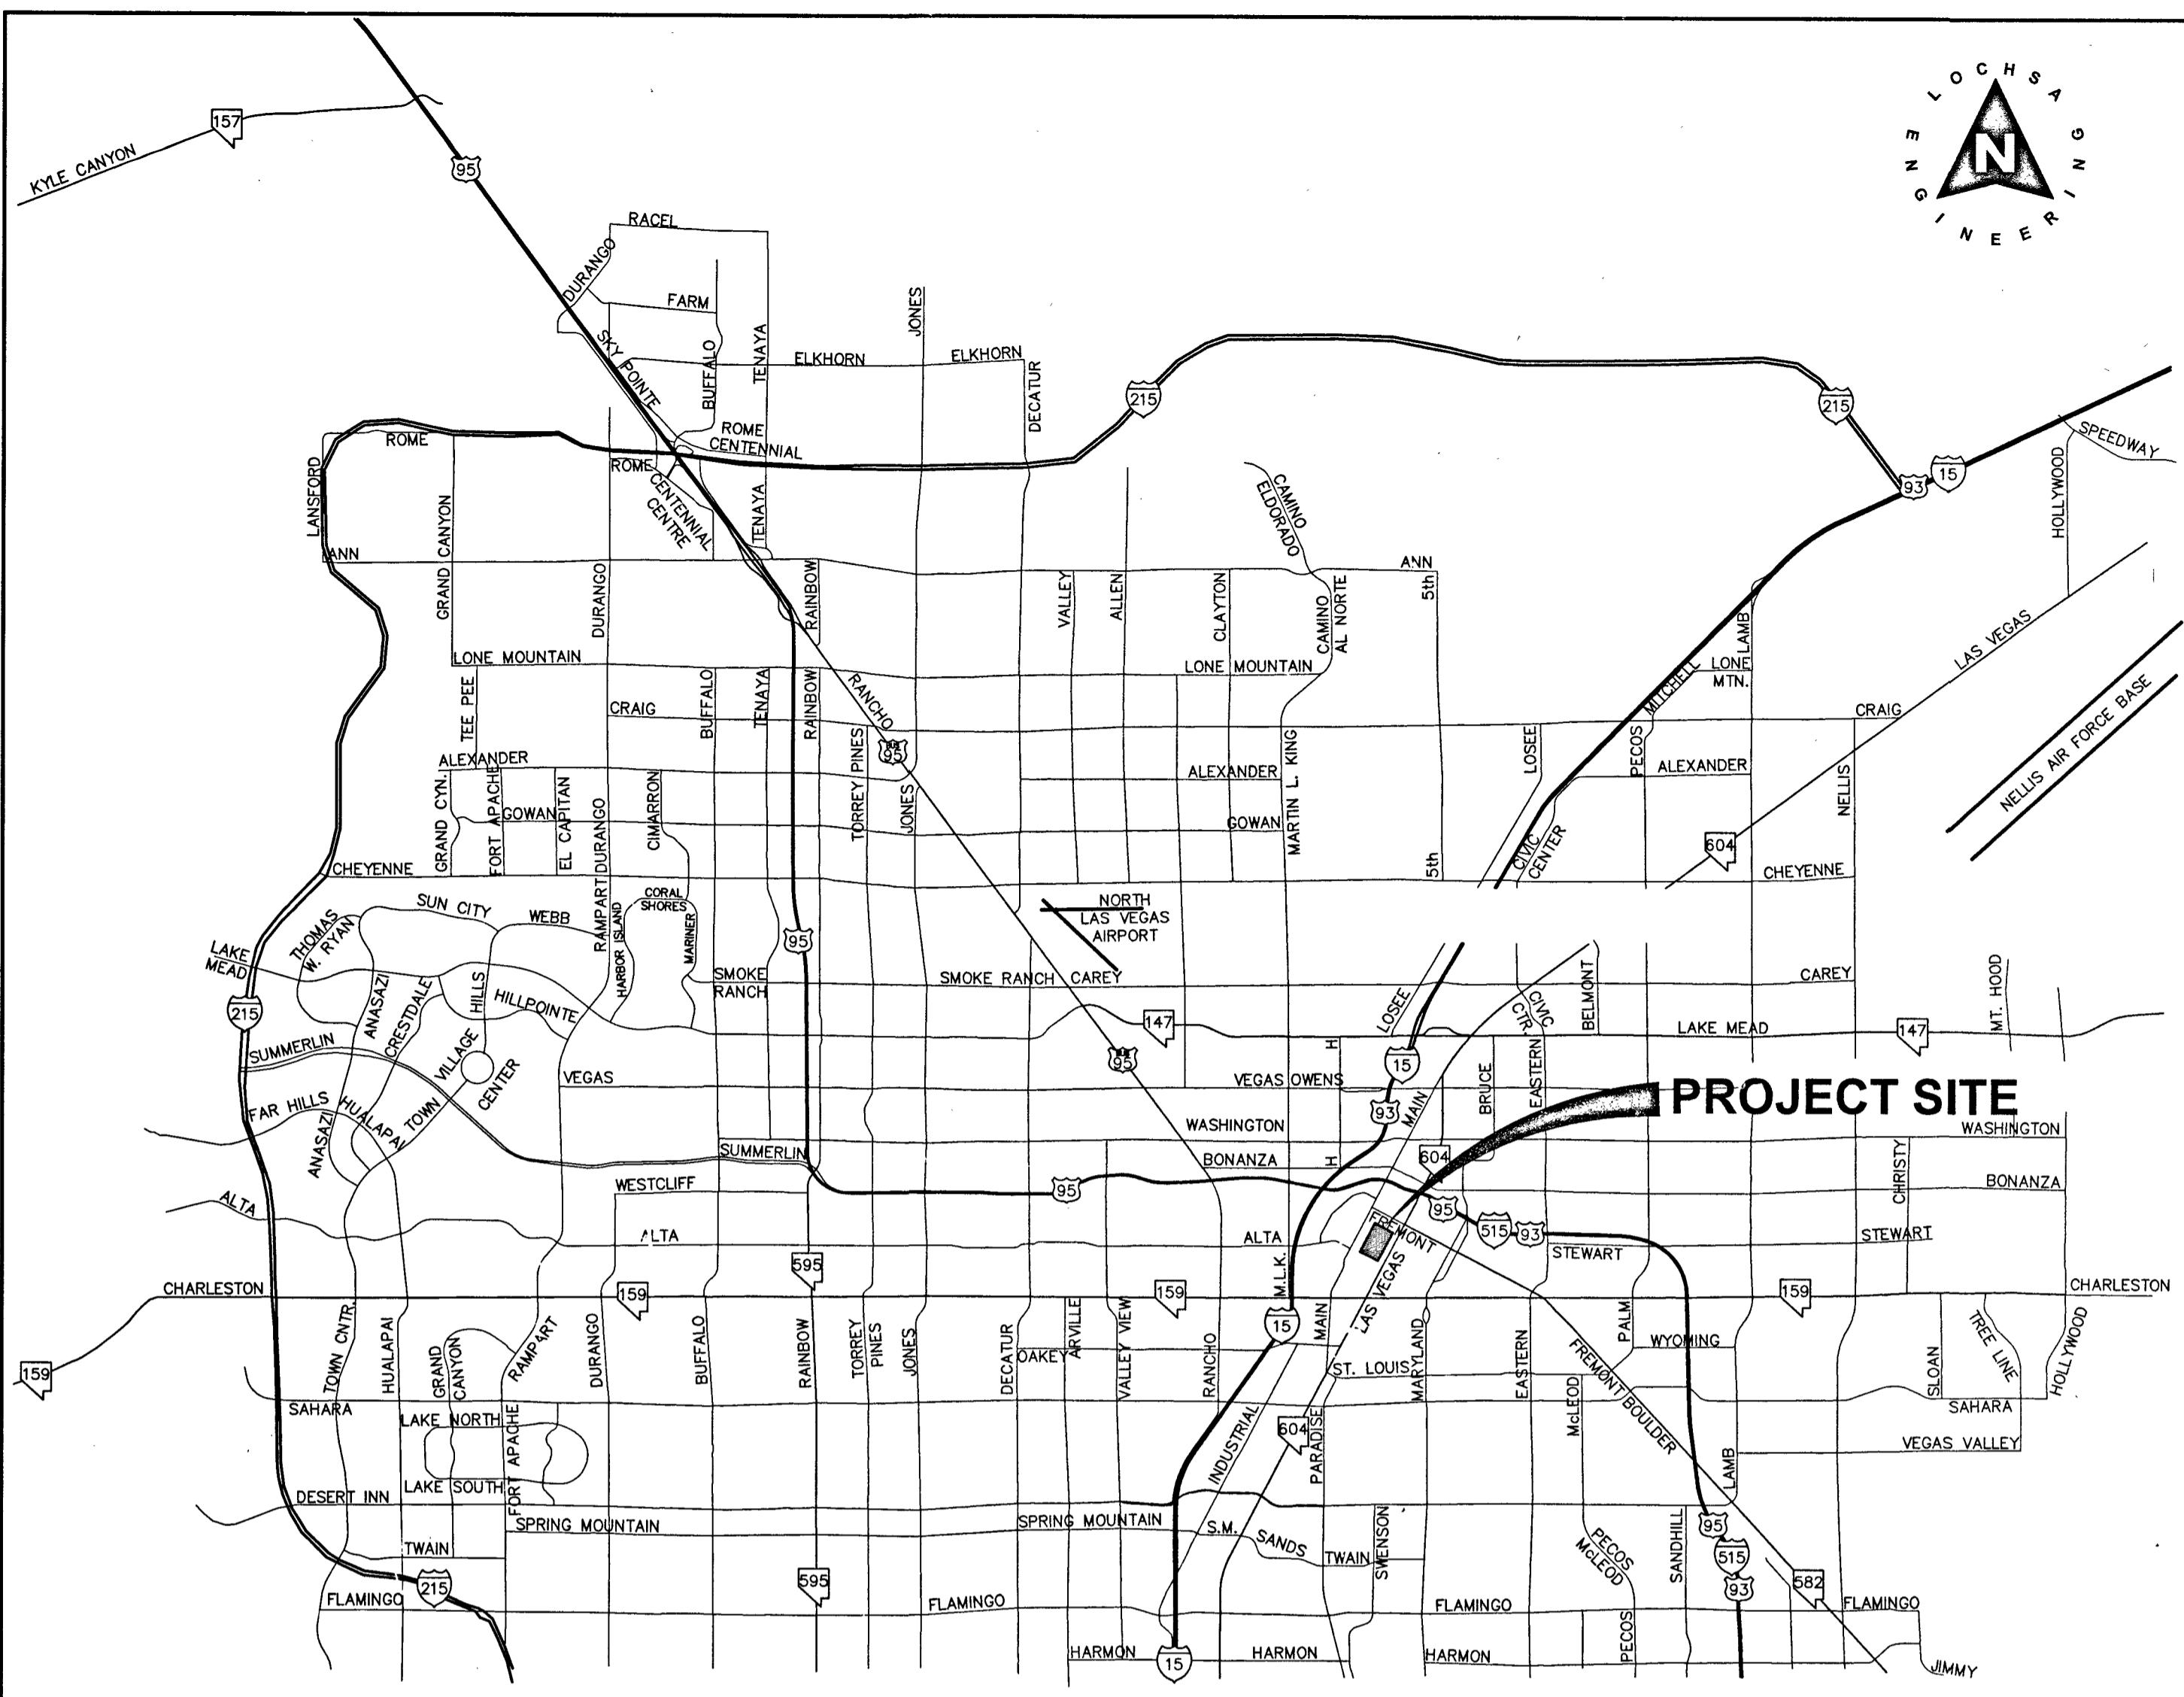 LOCHSA
ENGINEERING
N
157
KYLE CANYON
95
RACEL
DURANGO
FARM
JONES
SKY
POINTE
BUFFALO
TENAYA
ELKHORN
ELKHORN
DECATUR
215
215
ROME
ROME
CENTENNIAL
ROME
CENTENNIAL
CENTRE
LANSFORD
GRAND CANYON
TENAYA
CAMINO
ELDORADO
93
15
HOLLYWOOD
SPEEDWAY
ANN
ANN
DURANGO
RAINBOW
VALLEY
ALLEN
CLAYTON
CAMINO
AL NORTE
5th
LAMB
LAS VEGAS
LONE MOUNTAIN
LONE MOUNTAIN
LONE
MTN.
MITCHELL
NELLIS AIR FORCE BASE
TEE PEE
CRAIG
BUFFALO
TENAYA
RAINBOW
RANCHO
BUS
95
CRAIG
ALEXANDER
TORREY PINES
ALEXANDER
MARTIN L. KING
LOSEE
PECOS
ALEXANDER
NELLIS
GRAND CYN.
FORT APACHE
GOWAN
EL CAPITAN
RAMPART
DURANGO
CIMARRON
JONES
GOWAN
CIVIC
CENTER
604
CHEYENNE
5th
CHEYENNE
SUN CITY
WEBB
CORAL
SHORES
HARBOR ISLAND
MARINER
NORTH
LAS VEGAS
AIRPORT
THOMAS
W. RYAN
LAKE
MEAD
95
215
ANASAZI
CRESTDALE
HILLS
HILLPOINTE
SMOKE
RANCH
SMOKE RANCH
CAREY
CAREY
LOSEE
CIVIC
CTR
BELMONT
MT. HOOD
147
LAKE MEAD
147
SUMMERLIN
VILLAGE
CENTER
TOWN
VEGAS
95
H
15
VEGAS
OWENS
BRUCE
EASTERN
PROJECT SITE
FAR HILLS
HUALAPAI
ANASAZI
93
MAIN
WASHINGTON
WASHINGTON
SUMMERLIN
BONANZA
H
604
CHRISTY
BONANZA
WESTCLIFF
95
95
ALTA
ALTA
ALTA
FREMONT
515
93
STEWART
STEWART
595
M.L.K.
LAS VEGAS
CHARLESTON
159
159
159
CHARLESTON
159
TOWN CNTR.
HUALAPAI
GRAND
CANYON
RAMPART
DURANGO
BUFFALO
RAINBOW
TORREY
PINES
JONES
DECATUR
OAKEY
ARVILLE
VALLEY VIEW
RANCHO
15
MAIN
ST. LOUIS
MARYLAND
EASTERN
PALM
WYOMING
McLEOD
FREMONT
BOULDER
SLOAN
TREE LINE
HOLLYWOOD
SAHARA
SAHARA
LAKE NORTH
FORT APACHE
INDUSTRIAL
604
PARADISE
LAMB
VEGAS VALLEY
LAKE SOUTH
DESERT INN
SPRING MOUNTAIN
SPRING MOUNTAIN
S.M.
SANDS
TWAIN
SWENSON
PECOS
McLEOD
SANDHILL
95
515
93
TWAIN
215
595
582
FLAMINGO
FLAMINGO
FLAMINGO
FLAMINGO
PECOS
HARMON
15
HARMON
HARMON
JIMMY